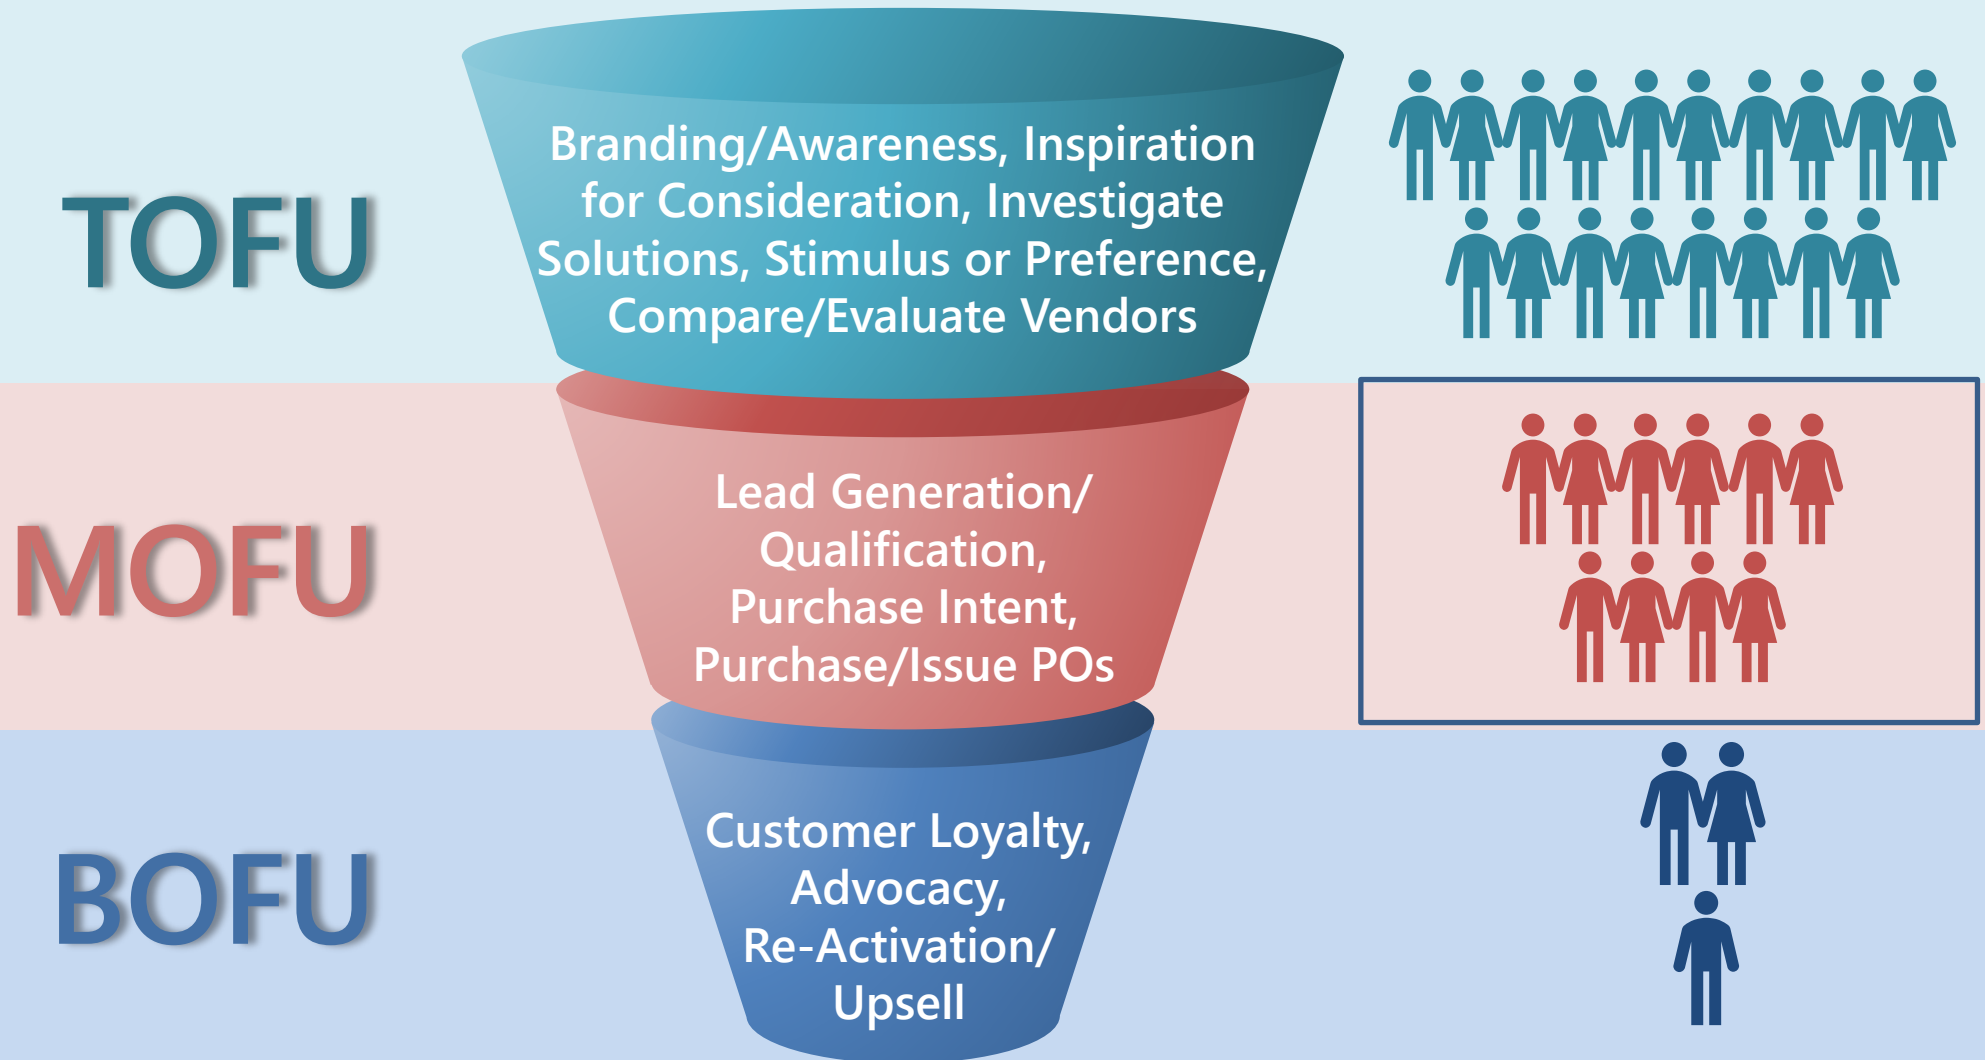 TOFU
Branding/Awareness, Inspiration
for Consideration, Investigate
Solutions, Stimulus or Preference,
Compare/Evaluate Vendors
MOFU
Lead Generation/
Qualification,
Purchase Intent,
Purchase/Issue POs
BOFU
Customer Loyalty,
Advocacy,
Re-Activation/
Upsell